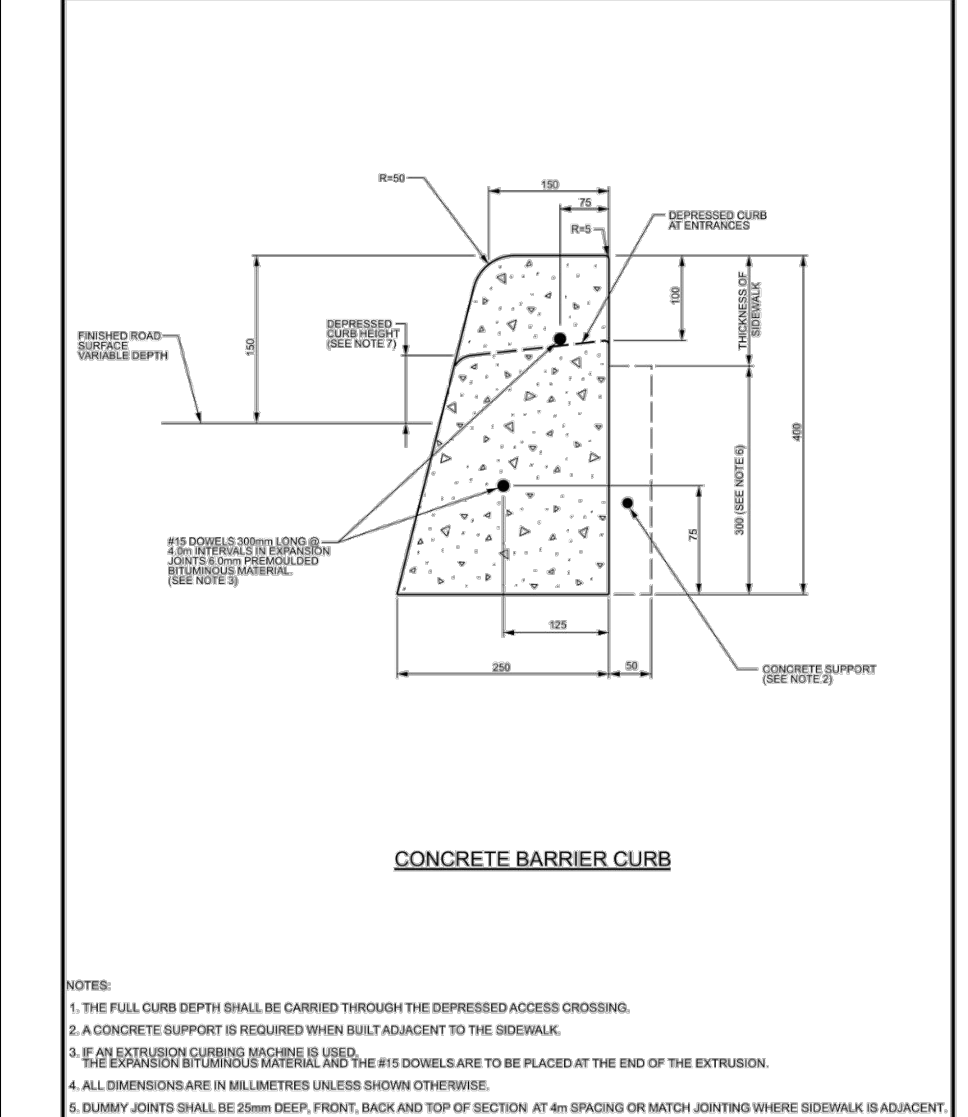 R=50
150
75
R=5
DEPRESSED CURB
AT ENTRANCES
100
THICKNESS OF
SIDEWALK
150
DEPRESSED
CURB HEIGHT
(SEE NOTE 7)
FINISHED ROAD
SURFACE
VARIABLE DEPTH
400
300 (SEE NOTE 6)
75
#15 DOWELS 300mm LONG @
4.0m INTERVALS IN EXPANSION
JOINTS/6.0mm PREMOULDED
BITUMINOUS MATERIAL.
(SEE NOTE 3)
125
250
50
CONCRETE SUPPORT
(SEE NOTE 2)
CONCRETE BARRIER CURB
NOTES:
1. THE FULL CURB DEPTH SHALL BE CARRIED THROUGH THE DEPRESSED ACCESS CROSSING.
2. A CONCRETE SUPPORT IS REQUIRED WHEN BUILT ADJACENT TO THE SIDEWALK.
3. IF AN EXTRUSION CURBING MACHINE IS USED,
THE EXPANSION BITUMINOUS MATERIAL AND THE #15 DOWELS ARE TO BE PLACED AT THE END OF THE EXTRUSION.
4. ALL DIMENSIONS ARE IN MILLIMETRES UNLESS SHOWN OTHERWISE.
5. DUMMY JOINTS SHALL BE 25mm DEEP, FRONT, BACK AND TOP OF SECTION AT 4m SPACING OR MATCH JOINTING WHERE SIDEWALK IS ADJACENT.